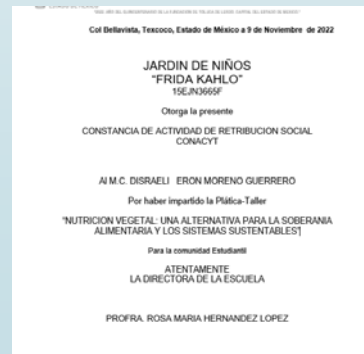 Col Bellavista, Texcoco, Estado de México a 9 de Noviembre de 2022
JARDIN DE NIÑOS
“FRIDA KAHLO”
15EJN3665F
Otorga la presente
CONSTANCIA DE ACTIVIDAD DE RETRIBUCION SOCIAL
CONACYT
Al M.C. DISRAELI ERON MORENO GUERRERO
Por haber impartido la Plática-Taller
“NUTRICION VEGETAL: UNA ALTERNATIVA PARA LA SOBERANIA
ALIMENTARIA Y LOS SISTEMAS SUSTENTABLES”
Para la comunidad Estudiantil
ATENTAMENTE
LA DIRECTORA DE LA ESCUELA
PROFRA. ROSA MARIA HERNANDEZ LOPEZ